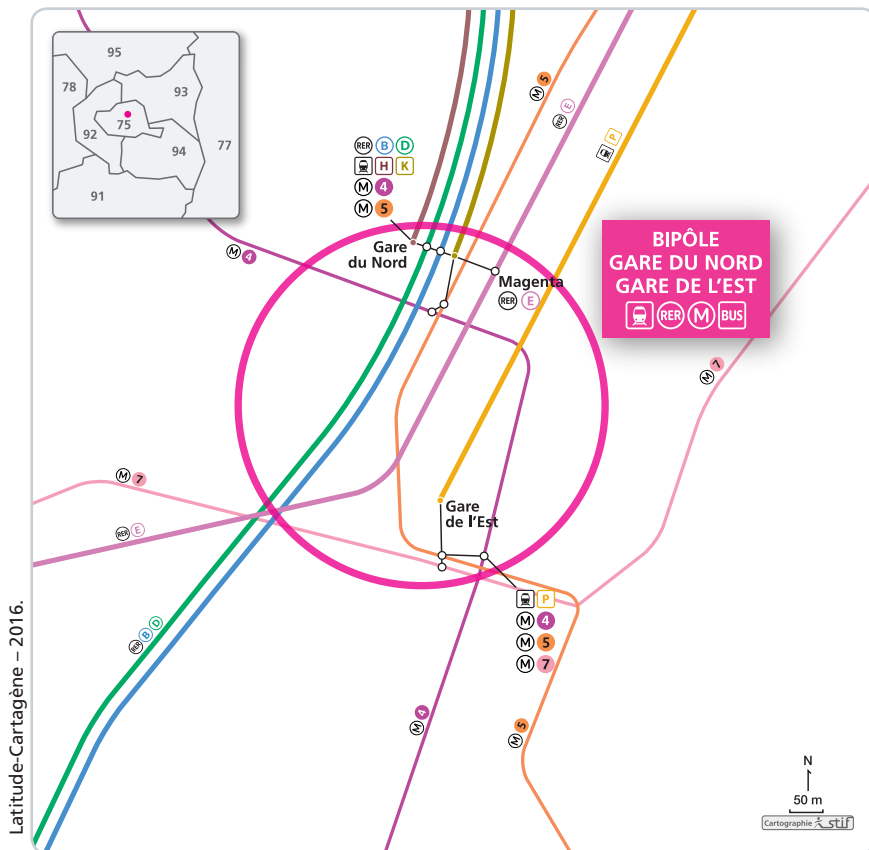 95
78
93
92
75
77
94
91
RER B D
H K
M 4
M 5
Gare
du Nord
Magenta
RER E
M 4
M 5
RER E
P
BIPÔLE
GARE DU NORD
GARE DE L'EST
RER M BUS
M 7
M 7
RER E
Gare
de l'Est
P
M 4
M 5
M 7
RER B D
M 4
M 5
N
50 m
Cartographie stif
Latitude-Cartagène – 2016.